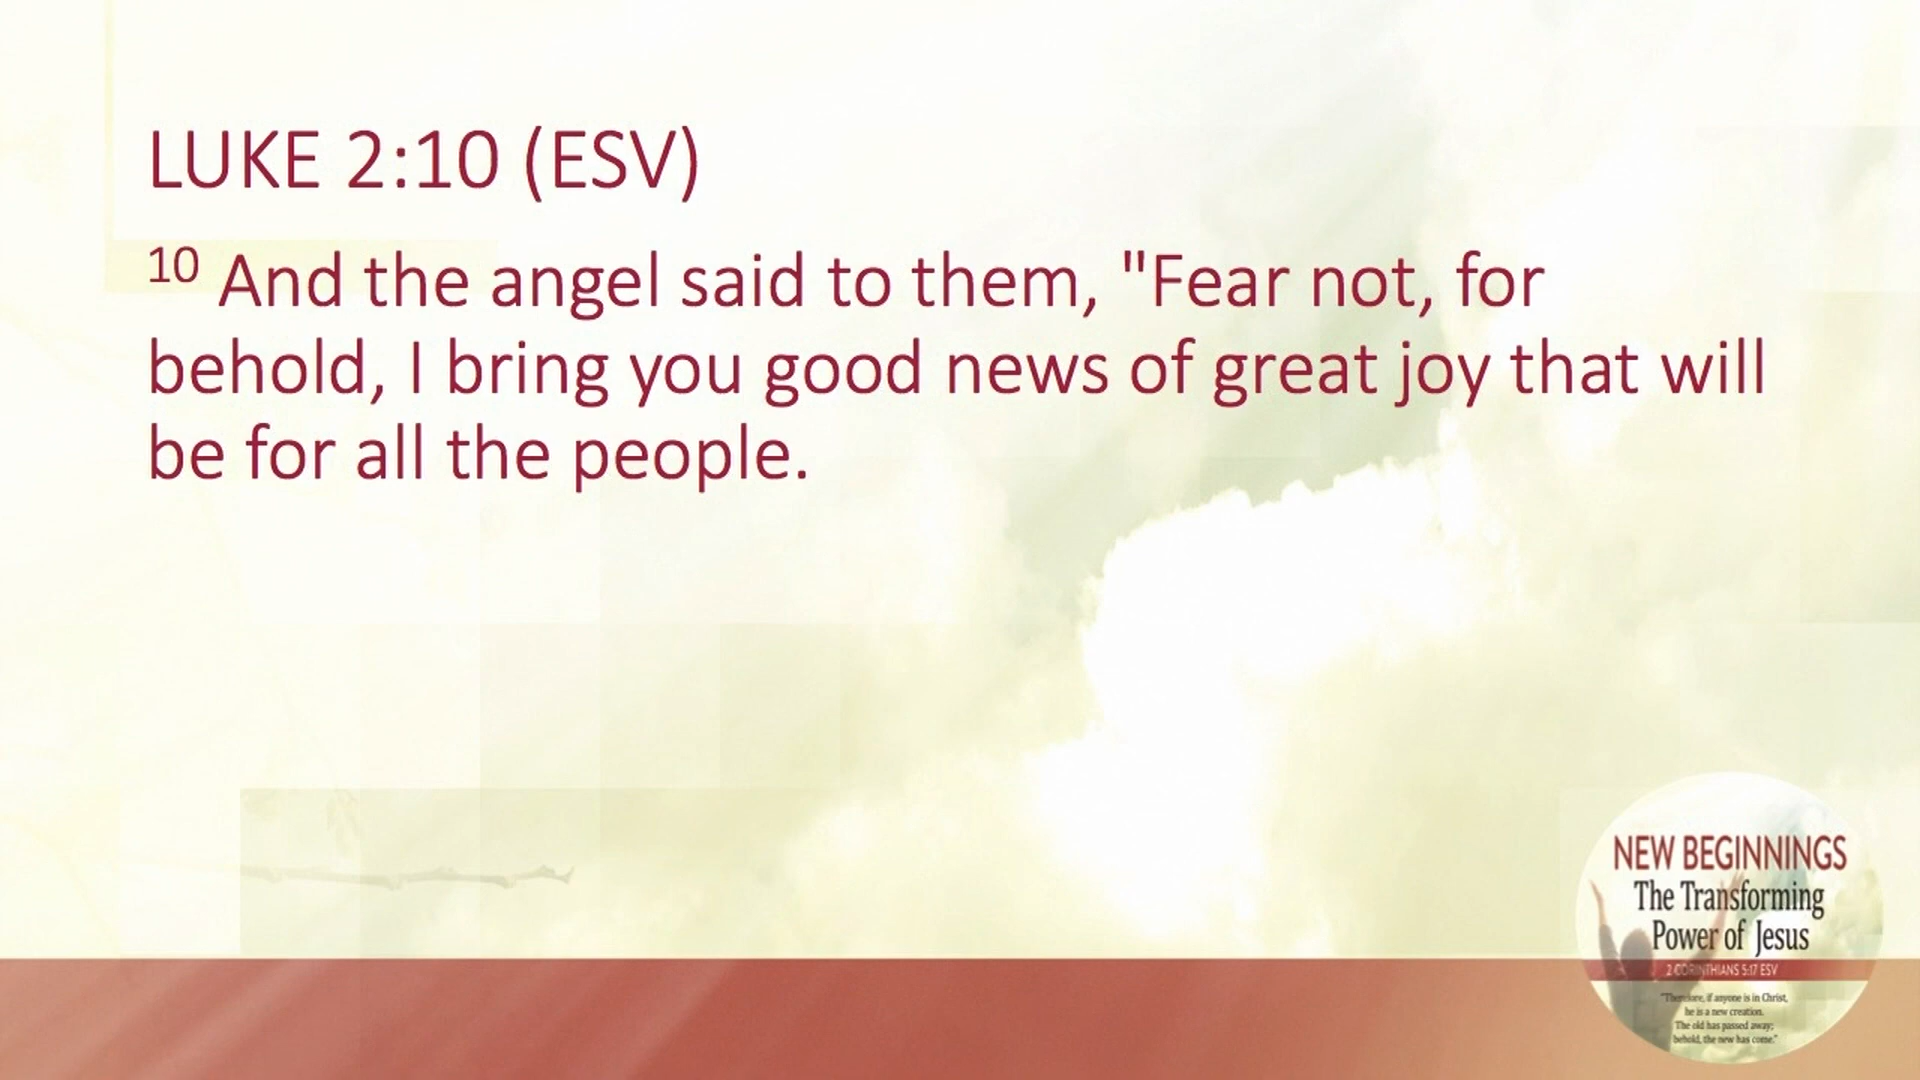 LUKE 2:10 (ESV)
10 And the angel said to them, "Fear not, for
behold, I bring you good news of great joy that will
be for all the people.
NEW BEGINNINGS
The Transforming
Power of Jesus
2 CORINTHIANS 5:17 ESV
"Therefore, if anyone is in Christ,
he is a new creation.
The old has passed away;
behold, the new has come."